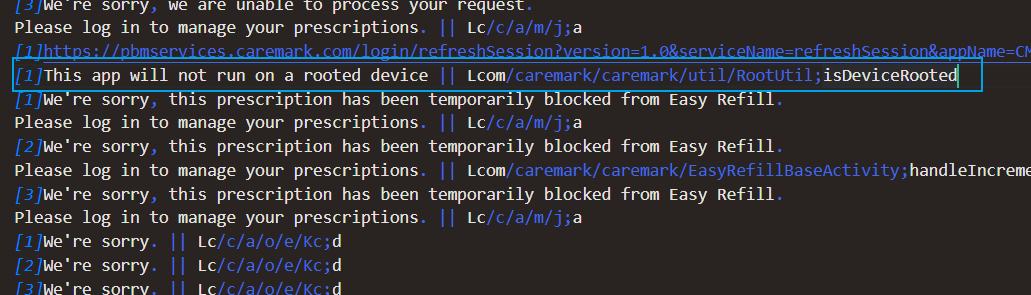 [3]We're sorry, we are unable to process your request.
Please log in to manage your prescriptions. || Lc/c/a/m/j;a
[1]https://pbmservices.caremark.com/login/refreshSession?version=1.0&serviceName=refreshSession&appName=CM
[1]This app will not run on a rooted device || Lcom/caremark/caremark/util/RootUtil;isDeviceRooted
[1]We're sorry, this prescription has been temporarily blocked from Easy Refill.
Please log in to manage your prescriptions. || Lc/c/a/m/j;a
[2]We're sorry, this prescription has been temporarily blocked from Easy Refill.
Please log in to manage your prescriptions. || Lcom/caremark/caremark/EasyRefillBaseActivity;handleIncreme
[3]We're sorry, this prescription has been temporarily blocked from Easy Refill.
Please log in to manage your prescriptions. || Lc/c/a/m/j;a
[1]We're sorry. || Lc/c/a/o/e/Kc;d
[2]We're sorry. || Lc/c/a/o/e/Kc;d
[3]We're sorry. || Lc/c/a/o/e/Kc;d